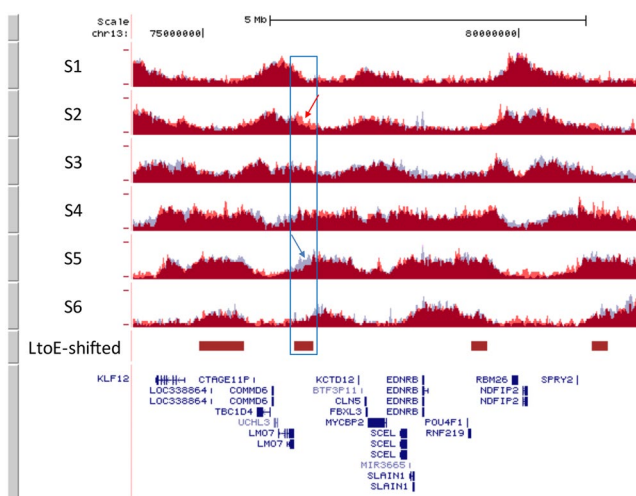 Scale 5 Mb
chr13: 75000000 80000000
S1
S2
S3
S4
S5
S6
LtoE-shifted
KLF12 CTAGE11P KCTD12 EDNRB RBM26 SPRY2
LOC338864 COMMD6 BTF3P11 EDNRB NDFIP2
LOC338864 COMMD6 CLN5 EDNRB NDFIP2
TBC1D4 FBXL3 EDNRB
UCHL3 MYCBP2 POU4F1
LMO7 SCEL RNF219
LMO7 SCEL
SCEL
MIR3665
SLAIN1
SLAIN1